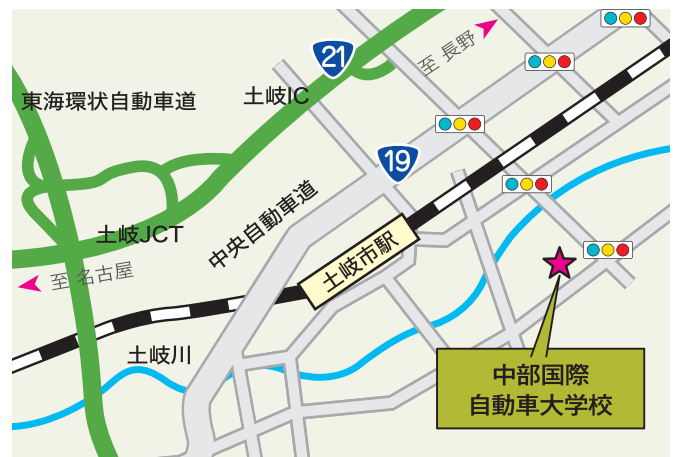 21
至 長野
東海環状自動車道
土岐IC
19
中央自動車道
土岐JCT
土岐市駅
至 名古屋
土岐川
中部国際
自動車大学校